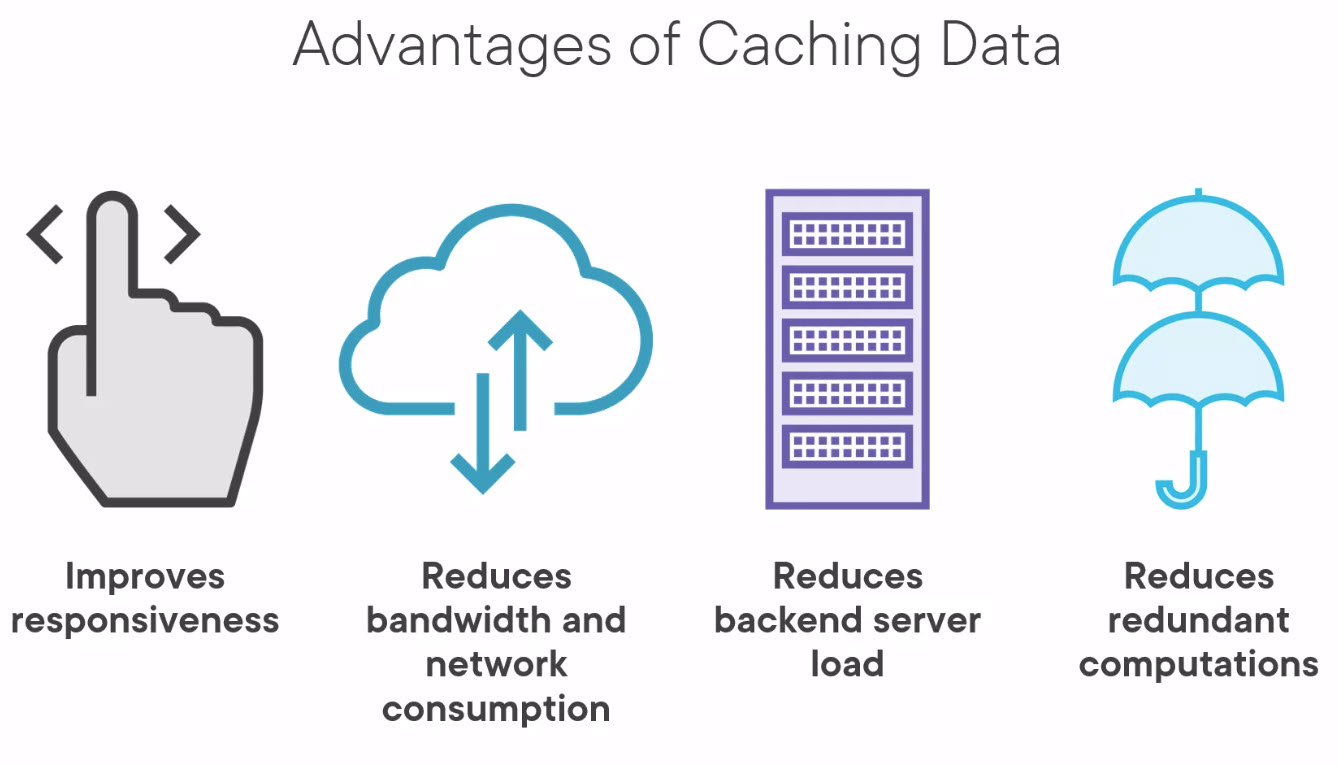 Advantages of Caching Data
Improves
responsiveness
Reduces
bandwidth and
network
consumption
Reduces
backend server
load
Reduces
redundant
computations